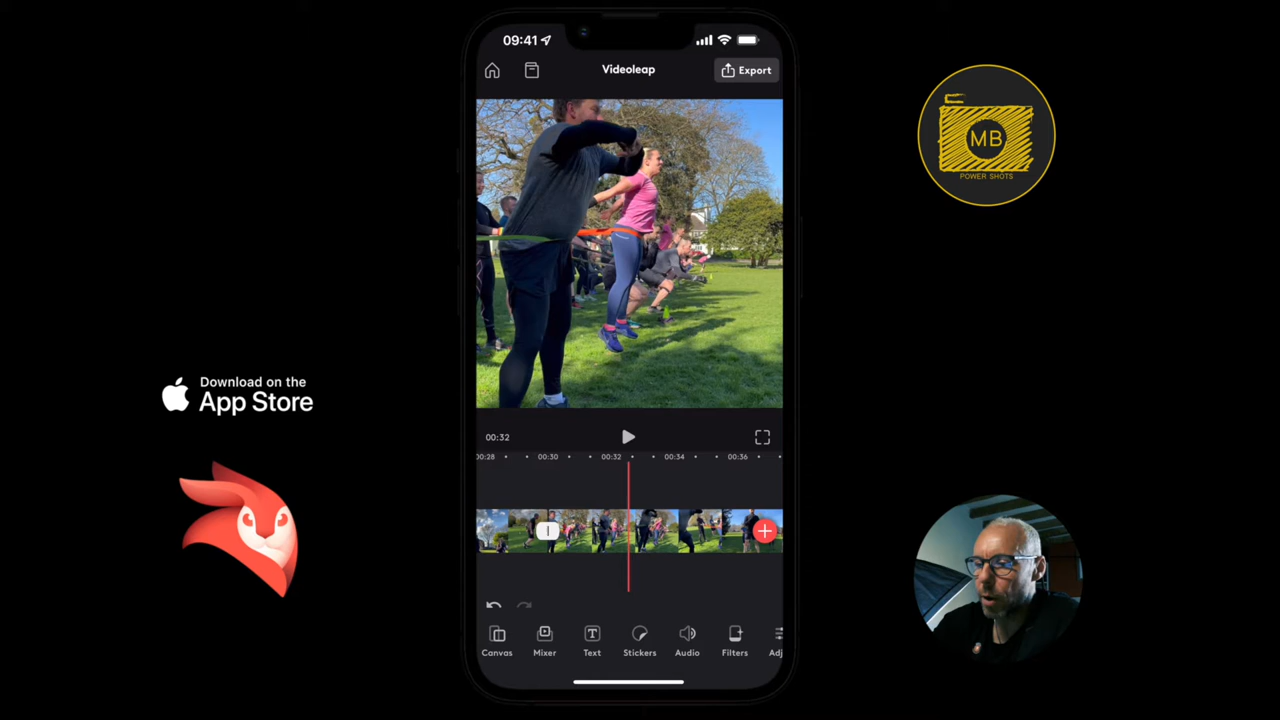 09:41
Videoleap
Export
MB
POWER SHOTS
Download on the
App Store
00:32
00:28 00:30 00:32 00:34 00:36
Canvas Mixer Text Stickers Audio Filters Adj